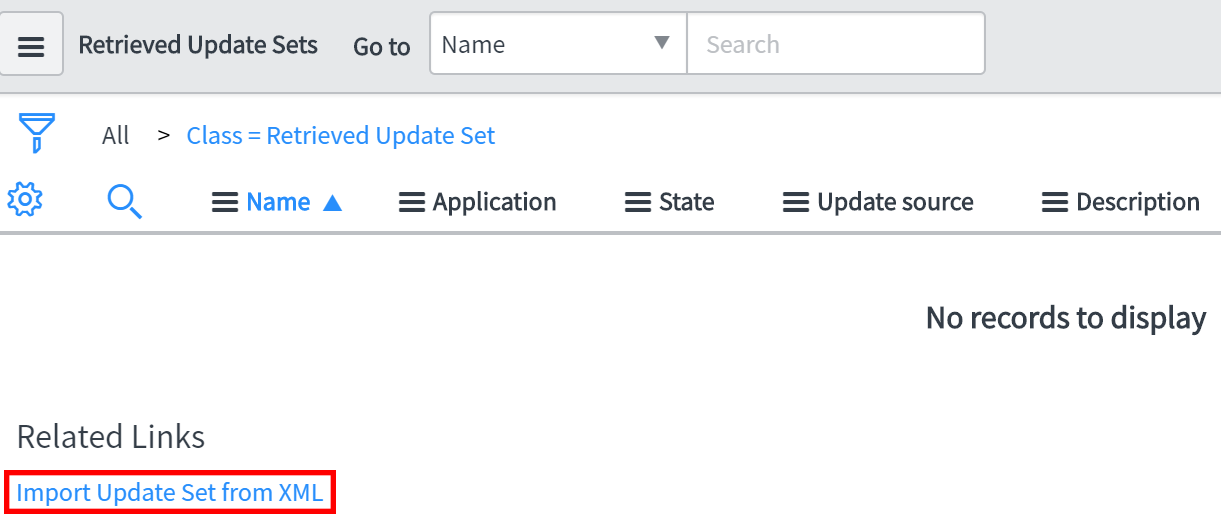 Retrieved Update Sets Go to Name Search
All > Class = Retrieved Update Set
Name Application State Update source Description
No records to display
Related Links
Import Update Set from XML